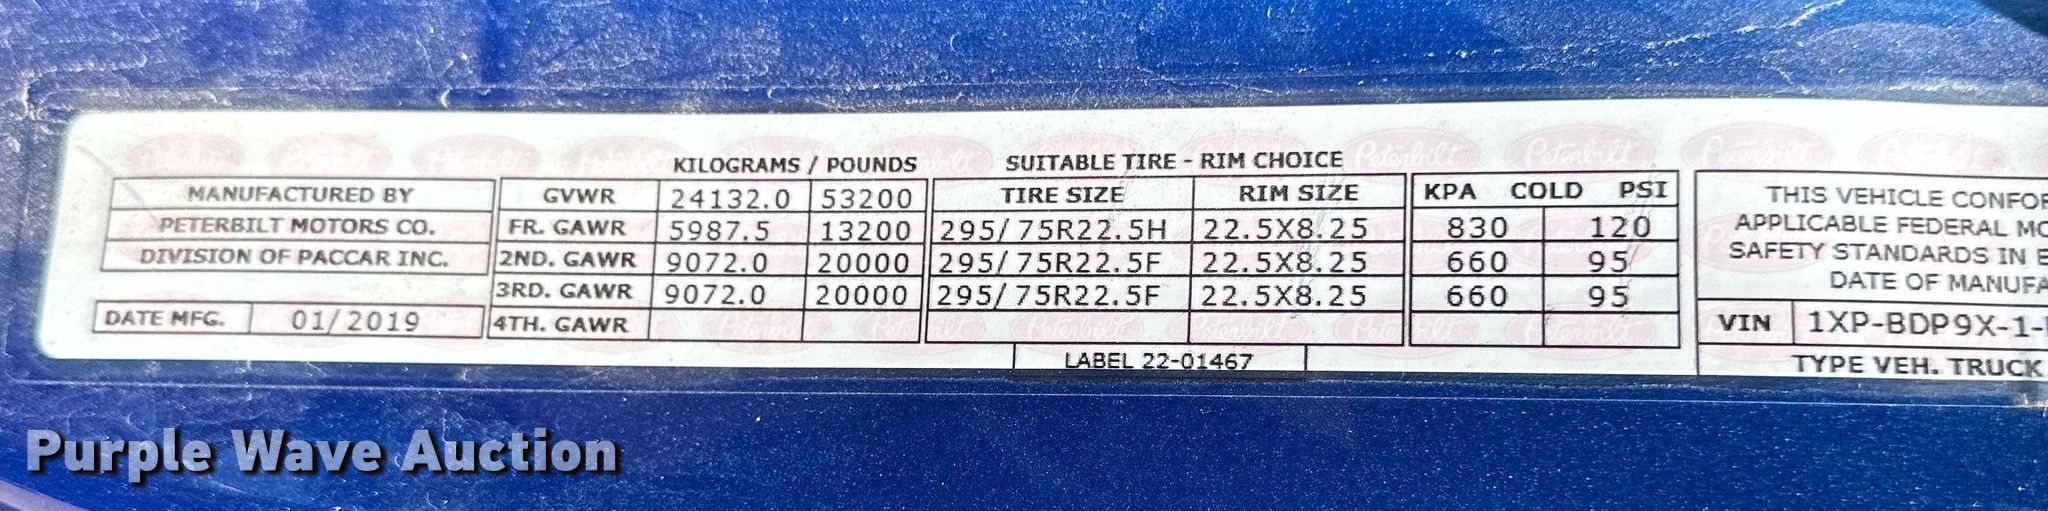 KILOGRAMS / POUNDS SUITABLE TIRE - RIM CHOICE
MANUFACTURED BY GVWR 24132.0 53200 TIRE SIZE RIM SIZE KPA COLD PSI THIS VEHICLE CONFOR
PETERBILT MOTORS CO. FR. GAWR 5987.5 13200 295/75R22.5H 22.5X8.25 830 120 APPLICABLE FEDERAL MO
DIVISION OF PACCAR INC. 2ND. GAWR 9072.0 20000 295/75R22.5F 22.5X8.25 660 95 SAFETY STANDARDS IN E
3RD. GAWR 9072.0 20000 295/75R22.5F 22.5X8.25 660 95 DATE OF MANUFA
DATE MFG. 01/2019 4TH. GAWR VIN 1XP-BDP9X-1-
LABEL 22-01467 TYPE VEH. TRUCK
Purple Wave Auction